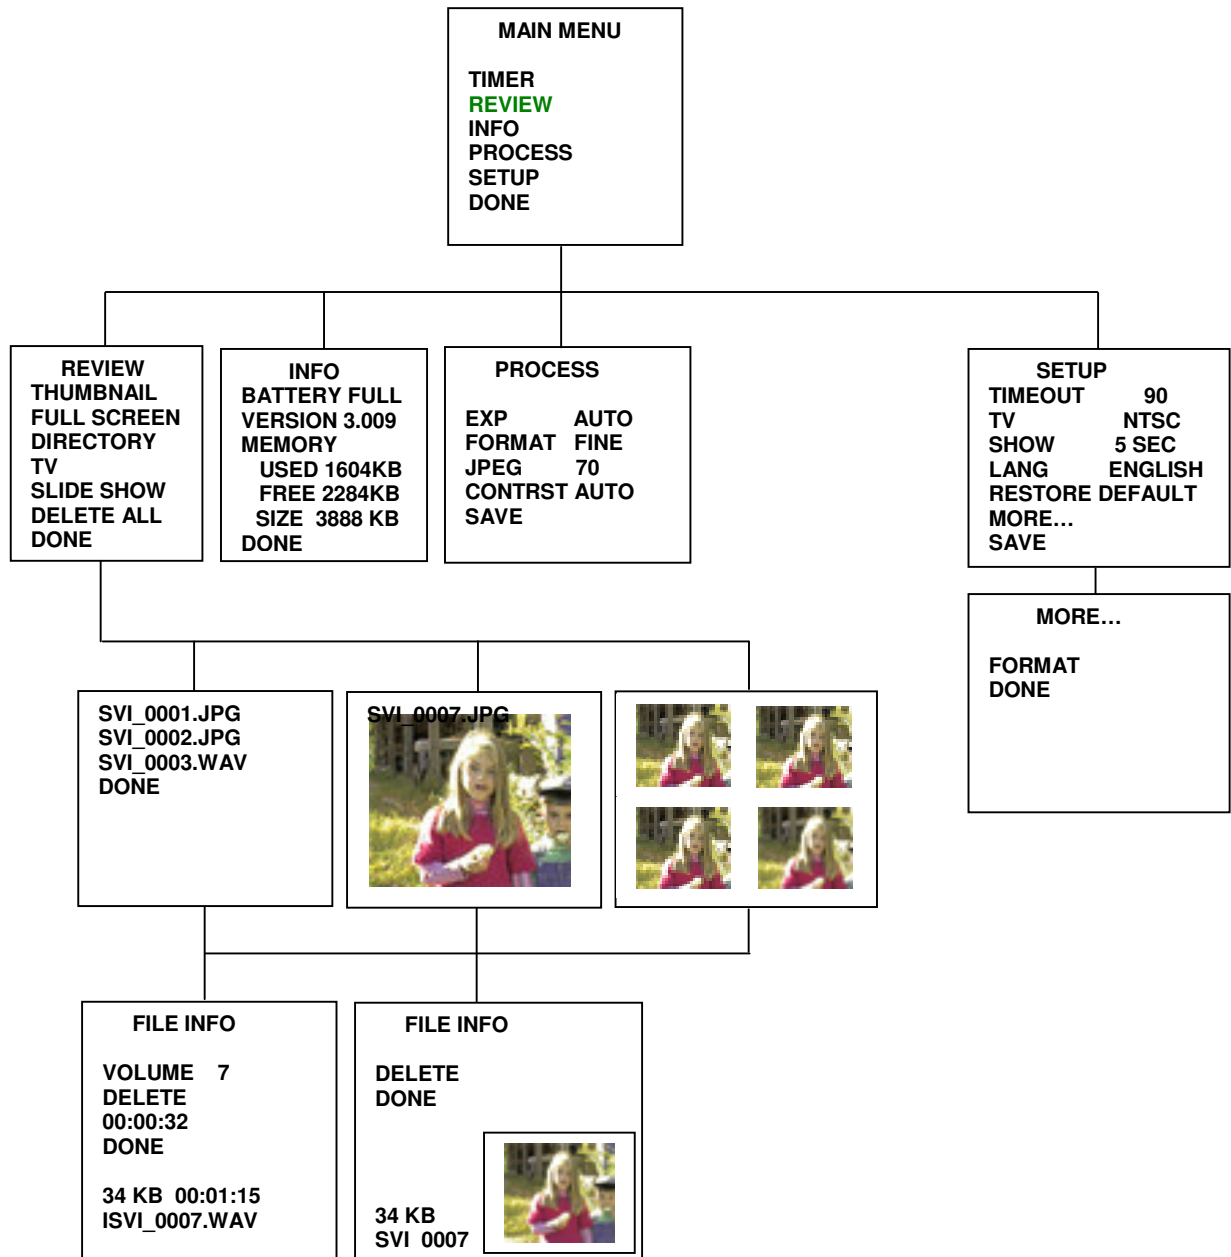 MAIN MENU
TIMER
REVIEW
INFO
PROCESS
SETUP
DONE
REVIEW
THUMBNAIL
FULL SCREEN
DIRECTORY
TV
SLIDE SHOW
DELETE ALL
DONE
INFO
BATTERY FULL
VERSION 3.009
MEMORY
USED 1604KB
FREE 2284KB
SIZE 3888 KB
DONE
PROCESS
EXP AUTO
FORMAT FINE
JPEG 70
CONTRST AUTO
SAVE
SETUP
TIMEOUT 90
TV NTSC
SHOW 5 SEC
LANG ENGLISH
RESTORE DEFAULT
MORE…
SAVE
MORE…
FORMAT
DONE
SVI_0001.JPG
SVI_0002.JPG
SVI_0003.WAV
DONE
SVI_0007.JPG
FILE INFO
VOLUME 7
DELETE
00:00:32
DONE
34 KB 00:01:15
ISVI_0007.WAV
FILE INFO
DELETE
DONE
34 KB
SVI_0007